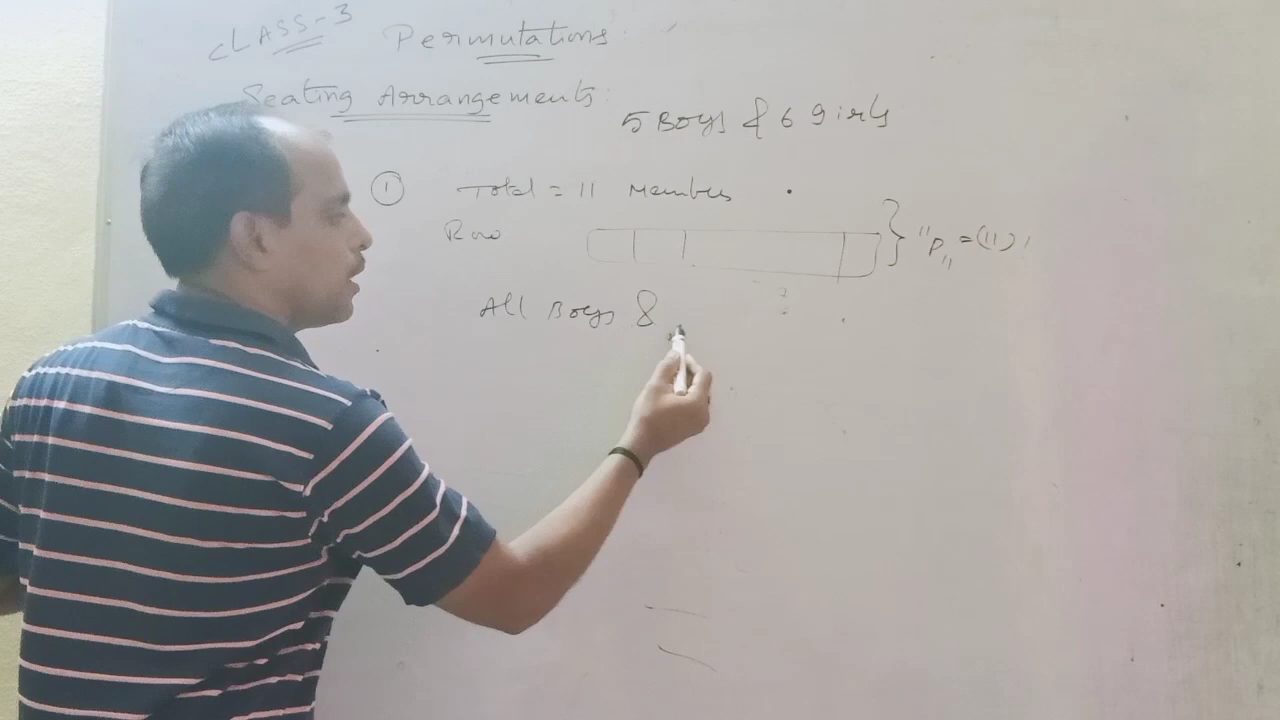 CLASS-3 Permutations:
Seating Arrangements:
5 Boys & 6 Girls
① Total = 11 Members
Row } ¹¹P₁₁ = (11)!
All Boys &